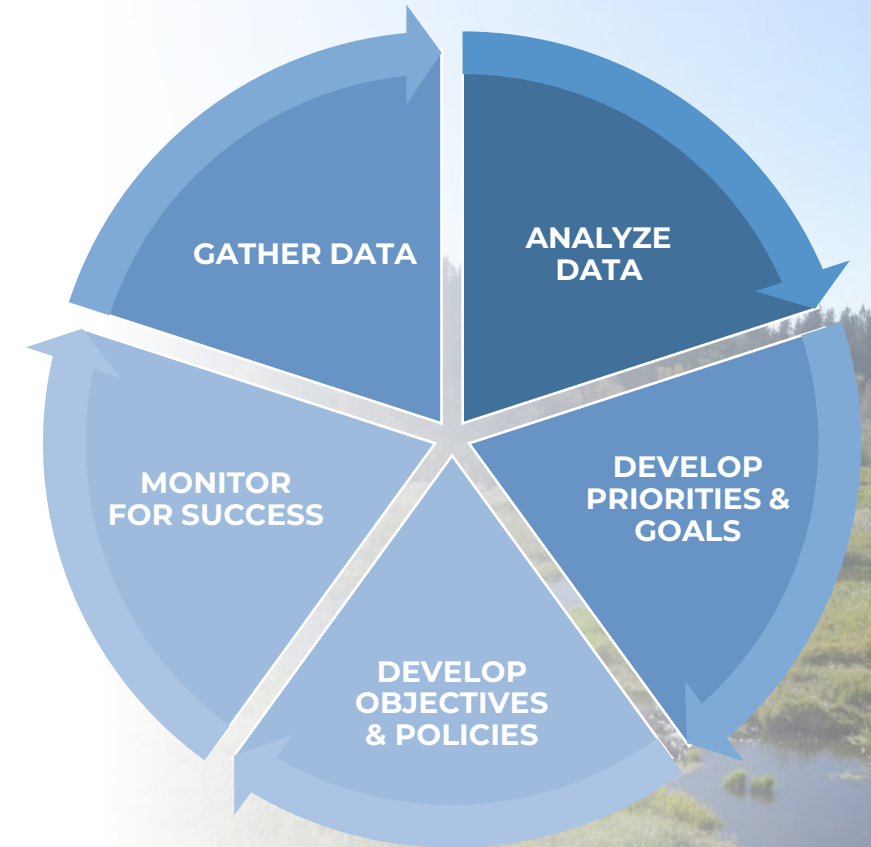 GATHER DATA
ANALYZE
DATA
DEVELOP
PRIORITIES &
GOALS
DEVELOP
OBJECTIVES
& POLICIES
MONITOR
FOR SUCCESS